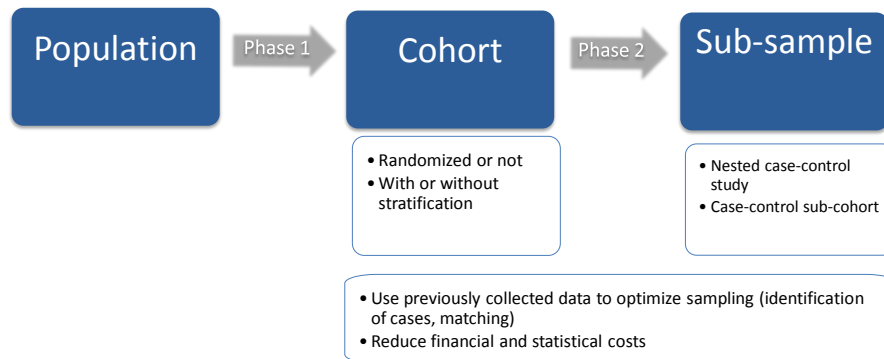 Population
Phase 1
Cohort
Phase 2
Sub-sample
• Randomized or not
• With or without
stratification
• Nested case-control
study
• Case-control sub-cohort
• Use previously collected data to optimize sampling (identification
of cases, matching)
• Reduce financial and statistical costs